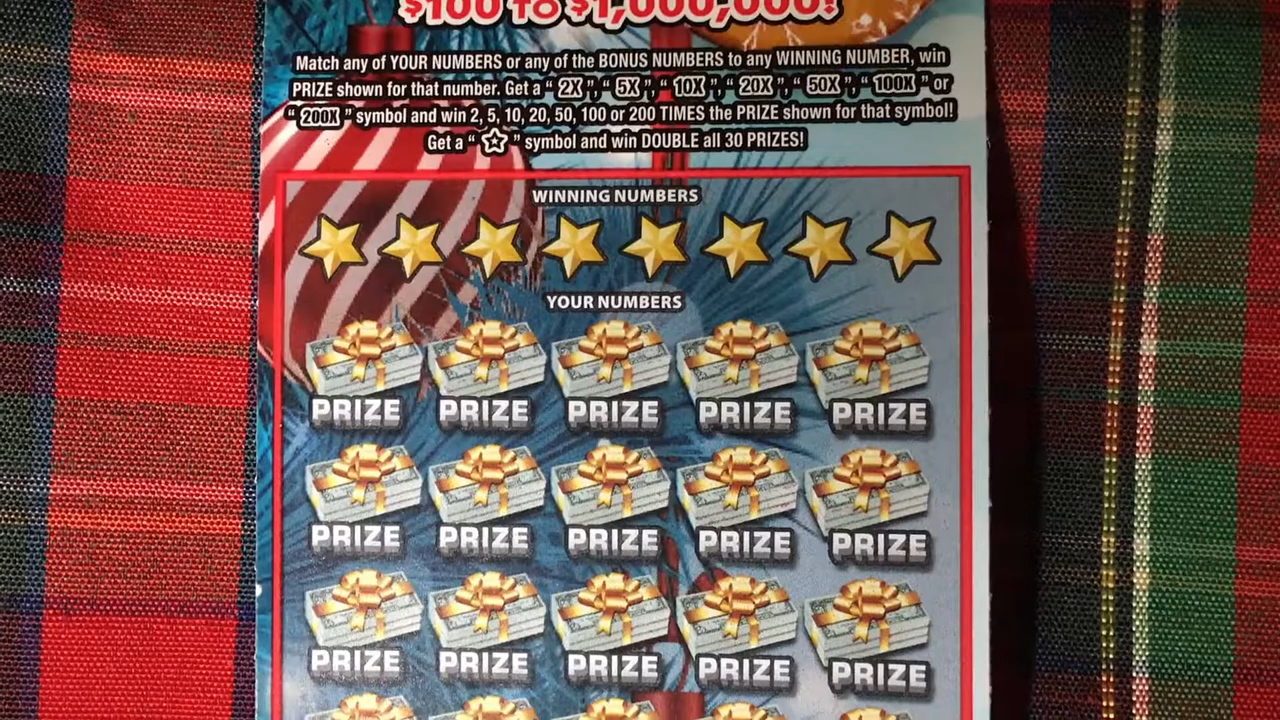 $100 TO $1,000,000!
Match any of YOUR NUMBERS or any of the BONUS NUMBERS to any WINNING NUMBER, win
PRIZE shown for that number. Get a “ 2X ”, “ 5X ”, “ 10X ”, “ 20X ”, “ 50X ”, “ 100X ” or
“ 200X ” symbol and win 2, 5, 10, 20, 50, 100 or 200 TIMES the PRIZE shown for that symbol!
Get a “ ☆ ” symbol and win DOUBLE all 30 PRIZES!
WINNING NUMBERS
YOUR NUMBERS
PRIZE PRIZE PRIZE PRIZE PRIZE
PRIZE PRIZE PRIZE PRIZE PRIZE
PRIZE PRIZE PRIZE PRIZE PRIZE